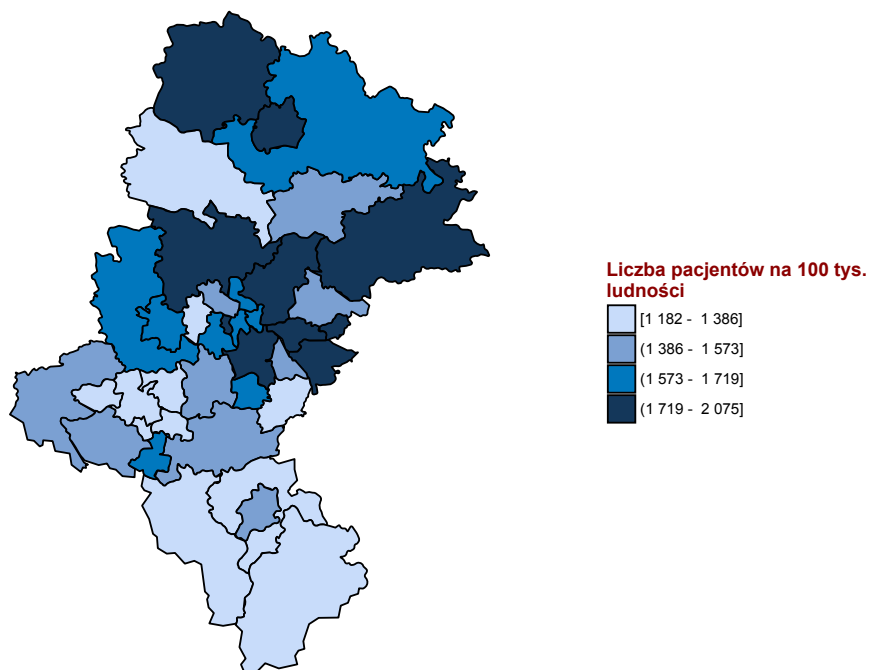 Liczba pacjentów na 100 tys.
ludności
[1 182 - 1 386]
(1 386 - 1 573]
(1 573 - 1 719]
(1 719 - 2 075]